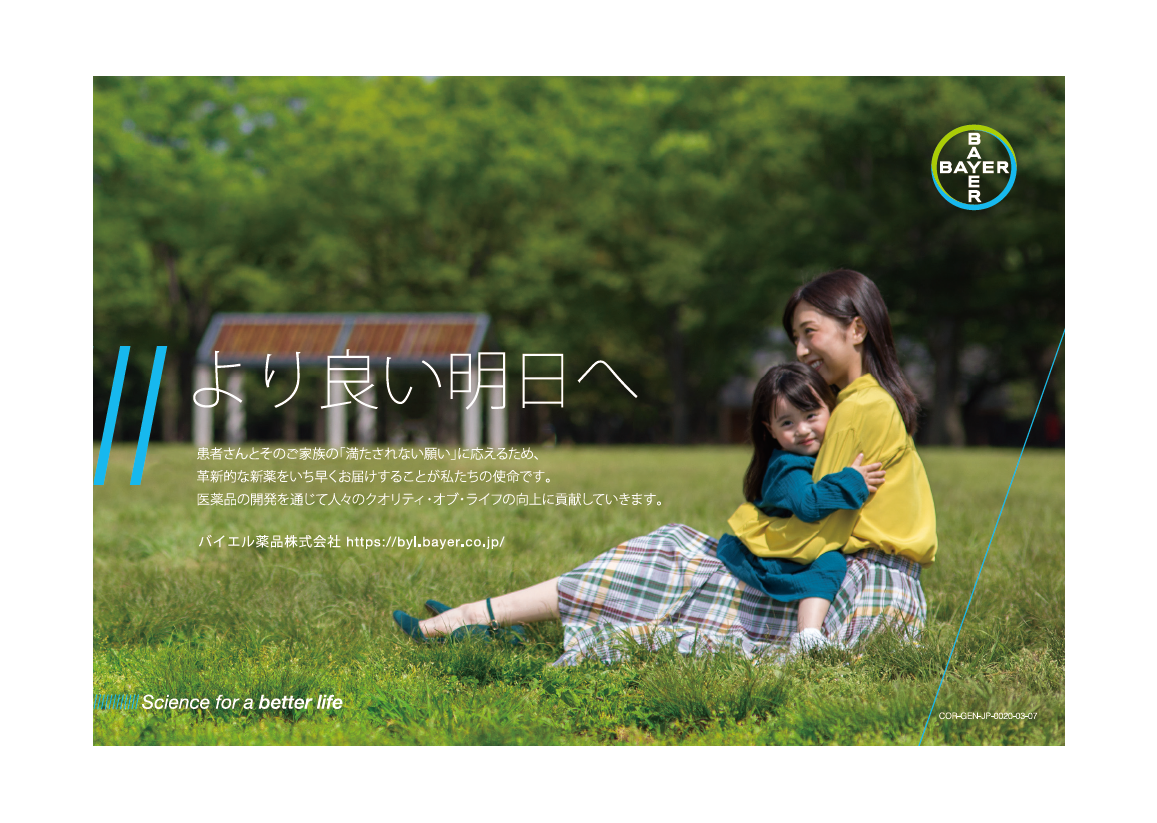 BAYER
BAYER
より良い明日へ
患者さんとそのご家族の「満たされない願い」に応えるため、
革新的な新薬をいち早くお届けすることが私たちの使命です。
医薬品の開発を通じて人々のクオリティ・オブ・ライフの向上に貢献していきます。
バイエル薬品株式会社 https://byl.bayer.co.jp/
Science for a better life
COR-GEN-JP-0020-03-07